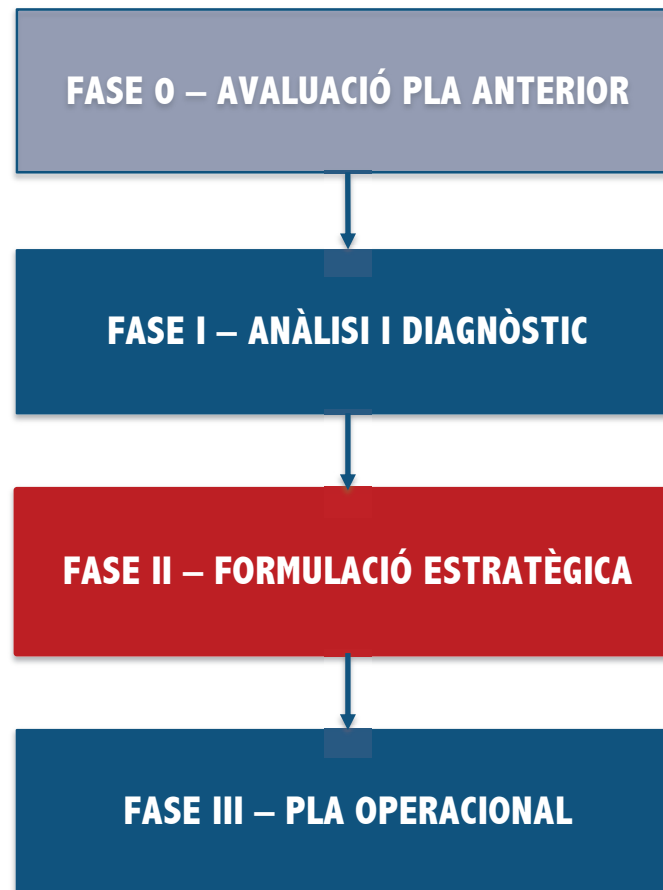 FASE 0 – AVALUACIÓ PLA ANTERIOR
FASE I – ANÀLISI I DIAGNÒSTIC
FASE II – FORMULACIÓ ESTRATÈGICA
FASE III – PLA OPERACIONAL